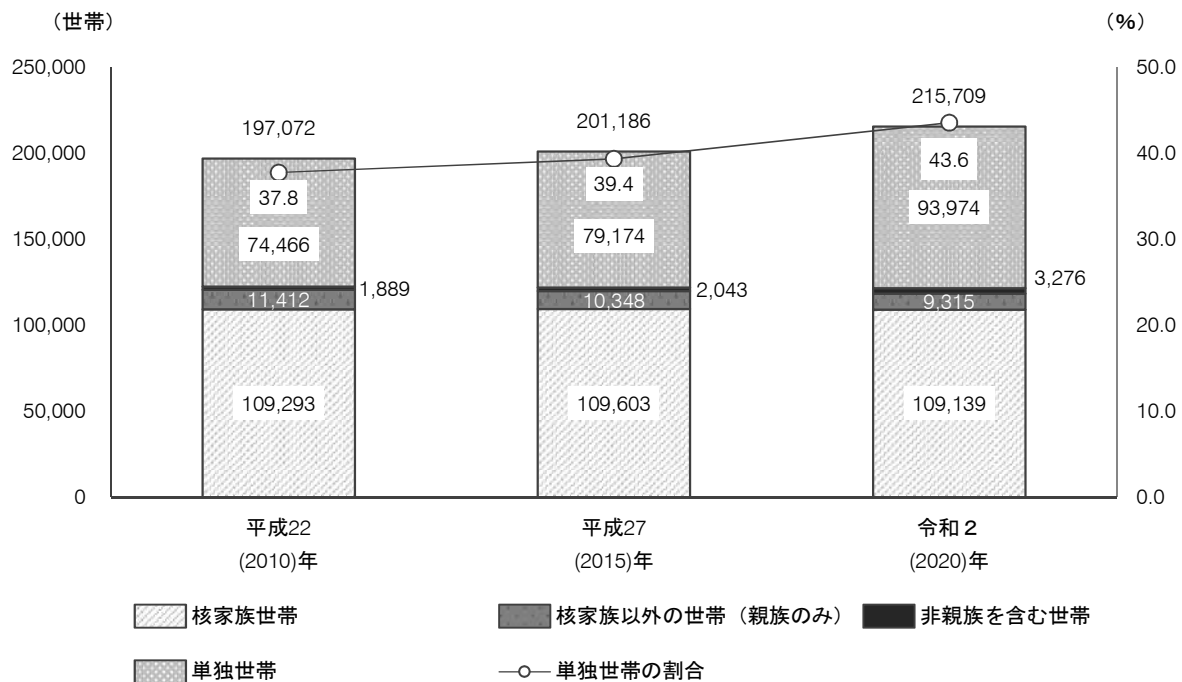 （世帯）
（%）
250,000
50.0
215,709
201,186
197,072
200,000
40.0
43.6
39.4
37.8
93,974
79,174
74,466
150,000
30.0
3,276
1,889
2,043
11,412
10,348
9,315
100,000
20.0
109,293
109,603
109,139
50,000
10.0
0
0.0
平成22
平成27
令和２
(2010)年
(2015)年
(2020)年
核家族世帯
核家族以外の世帯（親族のみ）
非親族を含む世帯
単独世帯
単独世帯の割合